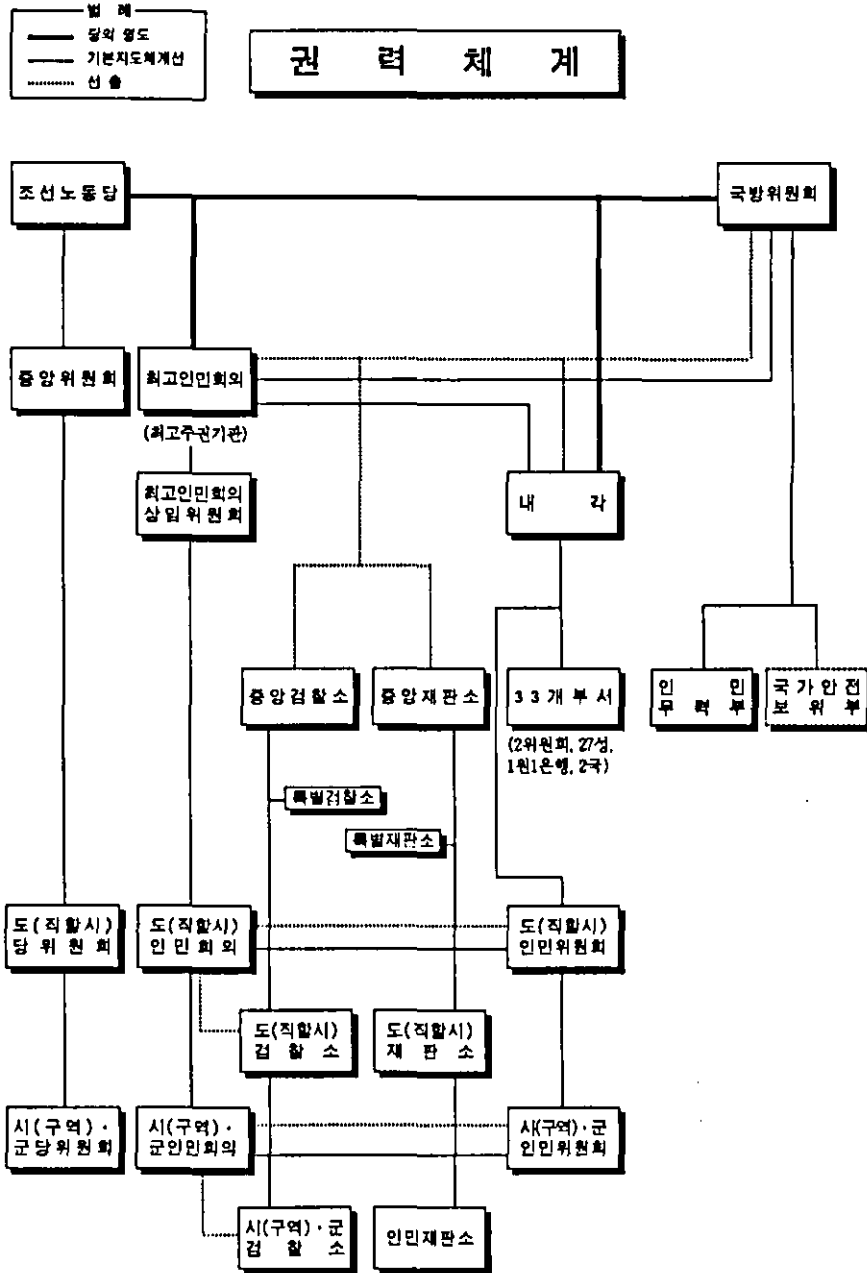 범 례
당의 영도
기본지도체계선
선 출
권 력 체 계
조선노동당
국방위원회
중앙위원회
최고인민회의
(최고주권기관)
최고인민회의
상임위원회
내 각
중앙검찰소
중앙재판소
33개부서
(2위원회, 27성,
1원1은행, 2국)
인 민
무 력 부
국가안전
보 위 부
특별검찰소
특별재판소
도(직할시)
당 위 원 회
도(직할시)
인 민 회 의
도(직할시)
인민위원회
도(직할시)
검 찰 소
도(직할시)
재 판 소
시(구역)·
군당위원회
시(구역)·
군인민회의
시(구역)·군
인민위원회
시(구역)·군
검 찰 소
인민재판소